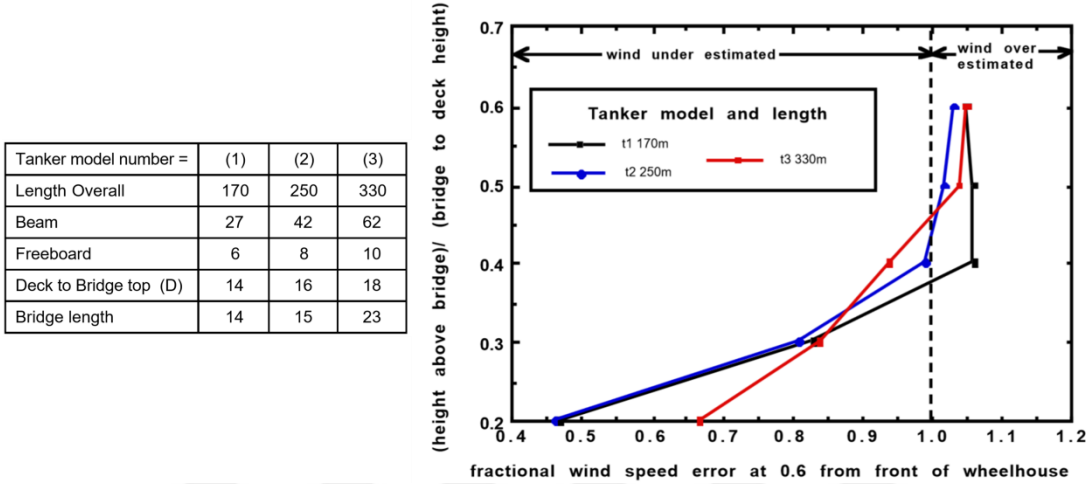 Tanker model number = (1) (2) (3)
Length Overall 170 250 330
Beam 27 42 62
Freeboard 6 8 10
Deck to Bridge top (D) 14 16 18
Bridge length 14 15 23
(height above bridge)/ (bridge to deck height)
0.7
0.6
0.5
0.4
0.3
0.2
wind under estimated
wind over
estimated
Tanker model and length
t1 170m
t3 330m
t2 250m
0.4 0.5 0.6 0.7 0.8 0.9 1.0 1.1 1.2
fractional wind speed error at 0.6 from front of wheelhouse